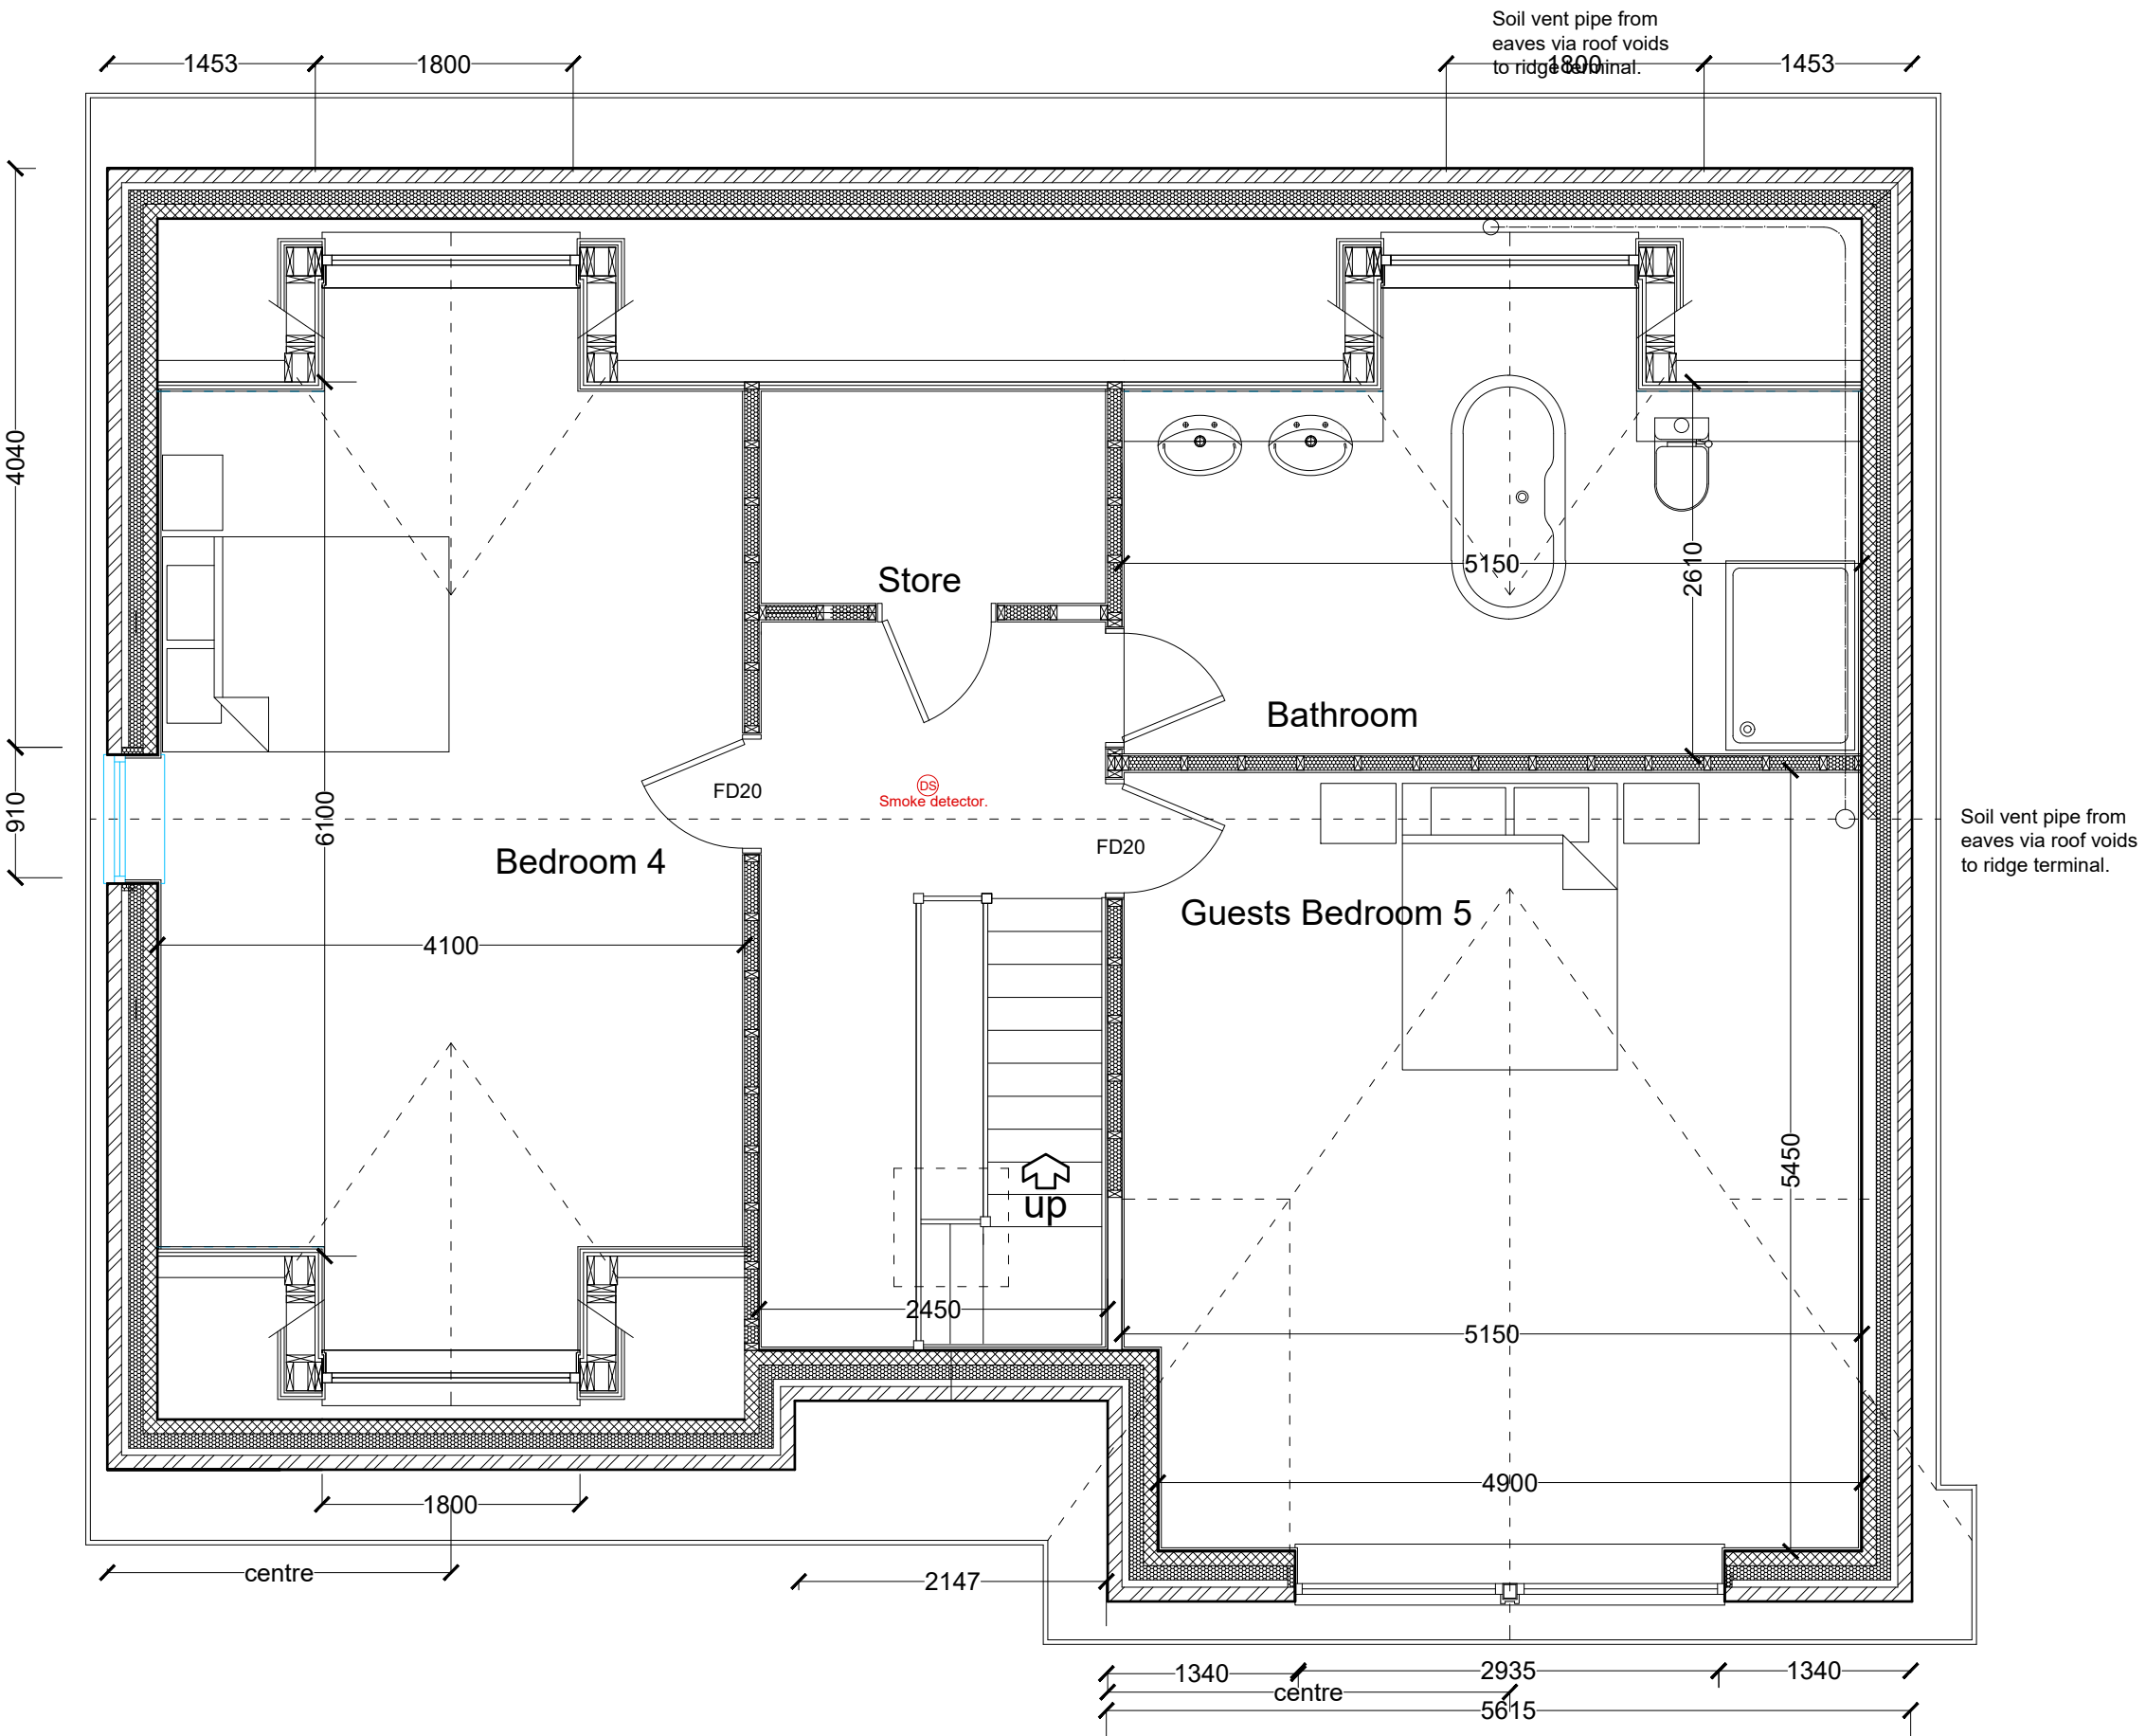 Soil vent pipe from
eaves via roof voids
to ridge terminal.
1453
1800
1800
1453
4040
910
Store
5150
2610
Bathroom
DS
Smoke detector.
FD20
6100
Bedroom 4
FD20
Soil vent pipe from
eaves via roof voids
to ridge terminal.
Guests Bedroom 5
4100
5450
up
2450
5150
4900
1800
centre
2147
1340
2935
1340
centre
5615